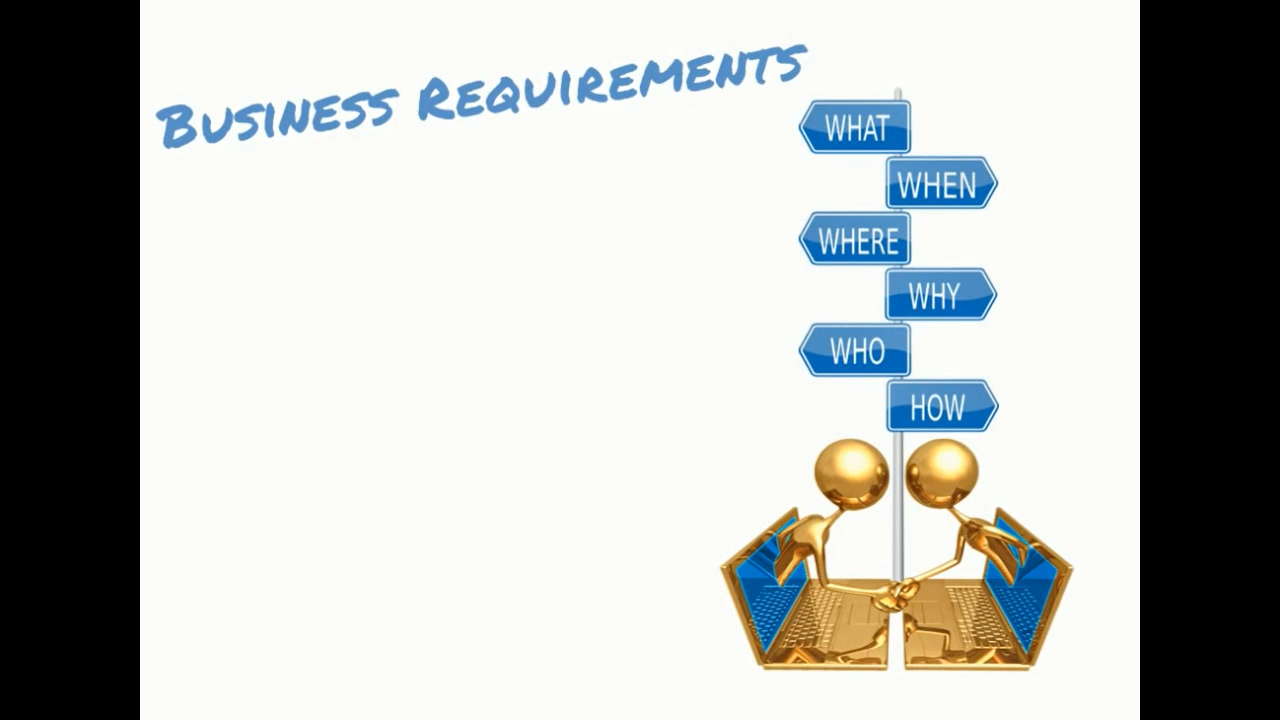 Business Requirements
WHAT
WHEN
WHERE
WHY
WHO
HOW